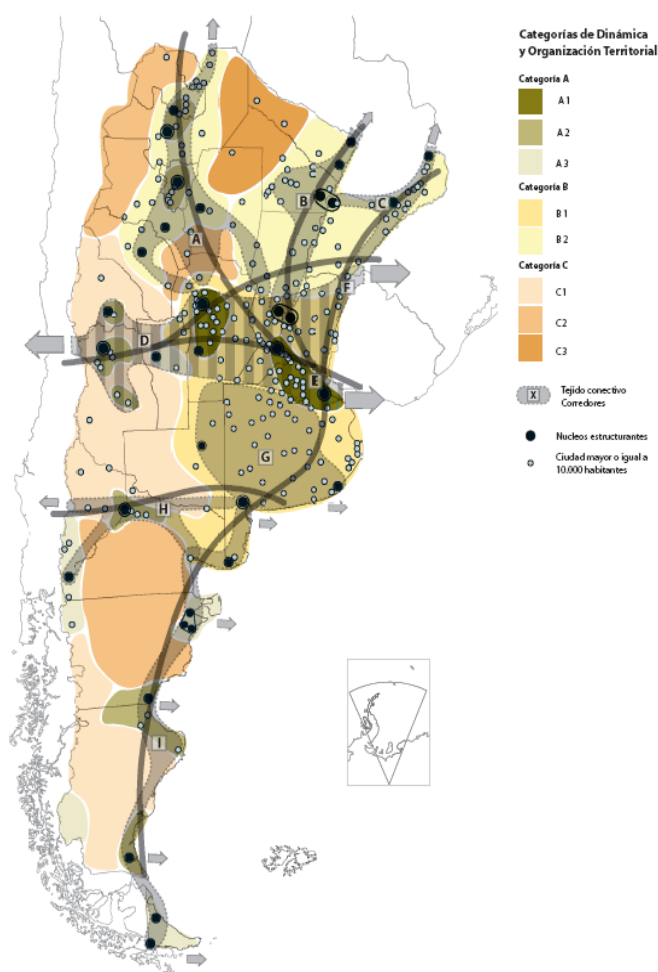 Categorías de Dinámica
y Organización Territorial
Categoría A
A 1
A 2
A 3
Categoría B
B 1
B 2
Categoría C
C1
C2
C3
X
Tejido conectivo
Corredores
Nucleos estructurantes
Ciudad mayor o igual a
10.000 habitantes
B
C
A
F
D
E
G
H
I